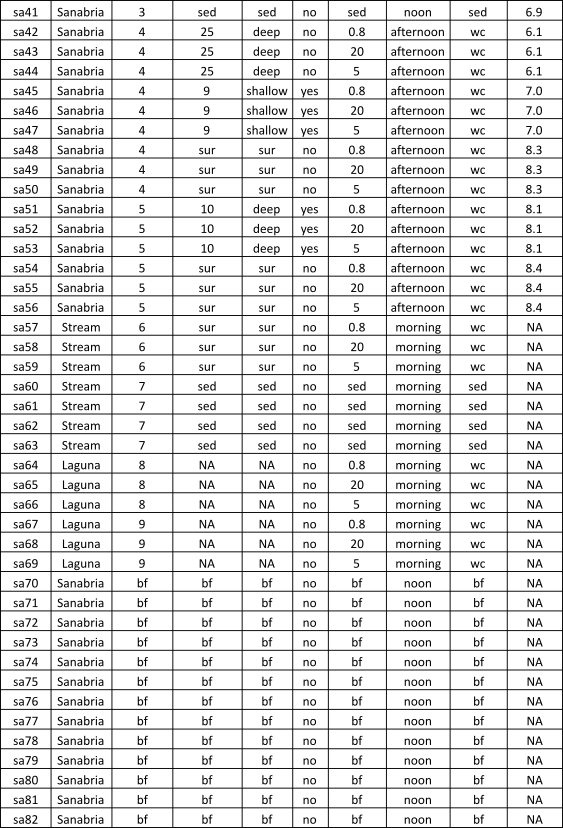 sa41 Sanabria 3 sed sed no sed noon sed 6.9
sa42 Sanabria 4 25 deep no 0.8 afternoon wc 6.1
sa43 Sanabria 4 25 deep no 20 afternoon wc 6.1
sa44 Sanabria 4 25 deep no 5 afternoon wc 6.1
sa45 Sanabria 4 9 shallow yes 0.8 afternoon wc 7.0
sa46 Sanabria 4 9 shallow yes 20 afternoon wc 7.0
sa47 Sanabria 4 9 shallow yes 5 afternoon wc 7.0
sa48 Sanabria 4 sur sur no 0.8 afternoon wc 8.3
sa49 Sanabria 4 sur sur no 20 afternoon wc 8.3
sa50 Sanabria 4 sur sur no 5 afternoon wc 8.3
sa51 Sanabria 5 10 deep yes 0.8 afternoon wc 8.1
sa52 Sanabria 5 10 deep yes 20 afternoon wc 8.1
sa53 Sanabria 5 10 deep yes 5 afternoon wc 8.1
sa54 Sanabria 5 sur sur no 0.8 afternoon wc 8.4
sa55 Sanabria 5 sur sur no 20 afternoon wc 8.4
sa56 Sanabria 5 sur sur no 5 afternoon wc 8.4
sa57 Stream 6 sur sur no 0.8 morning wc NA
sa58 Stream 6 sur sur no 20 morning wc NA
sa59 Stream 6 sur sur no 5 morning wc NA
sa60 Stream 7 sed sed no sed morning sed NA
sa61 Stream 7 sed sed no sed morning sed NA
sa62 Stream 7 sed sed no sed morning sed NA
sa63 Stream 7 sed sed no sed morning sed NA
sa64 Laguna 8 NA NA no 0.8 morning wc NA
sa65 Laguna 8 NA NA no 20 morning wc NA
sa66 Laguna 8 NA NA no 5 morning wc NA
sa67 Laguna 9 NA NA no 0.8 morning wc NA
sa68 Laguna 9 NA NA no 20 morning wc NA
sa69 Laguna 9 NA NA no 5 morning wc NA
sa70 Sanabria bf bf bf no bf noon bf NA
sa71 Sanabria bf bf bf no bf noon bf NA
sa72 Sanabria bf bf bf no bf noon bf NA
sa73 Sanabria bf bf bf no bf noon bf NA
sa74 Sanabria bf bf bf no bf noon bf NA
sa75 Sanabria bf bf bf no bf noon bf NA
sa76 Sanabria bf bf bf no bf noon bf NA
sa77 Sanabria bf bf bf no bf noon bf NA
sa78 Sanabria bf bf bf no bf noon bf NA
sa79 Sanabria bf bf bf no bf noon bf NA
sa80 Sanabria bf bf bf no bf noon bf NA
sa81 Sanabria bf bf bf no bf noon bf NA
sa82 Sanabria bf bf bf no bf noon bf NA